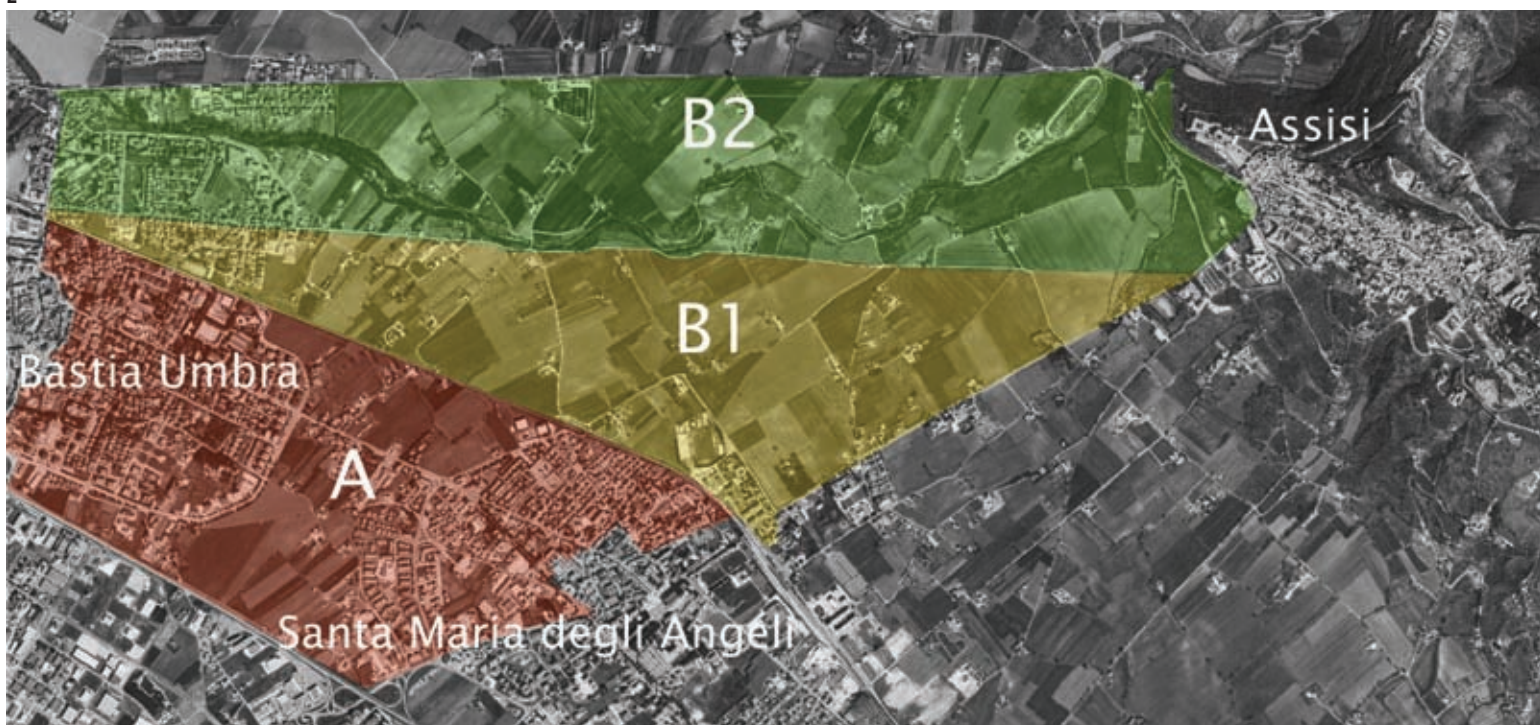 B2
Assisi
B1
Bastia Umbra
A
Santa Maria degli Angeli